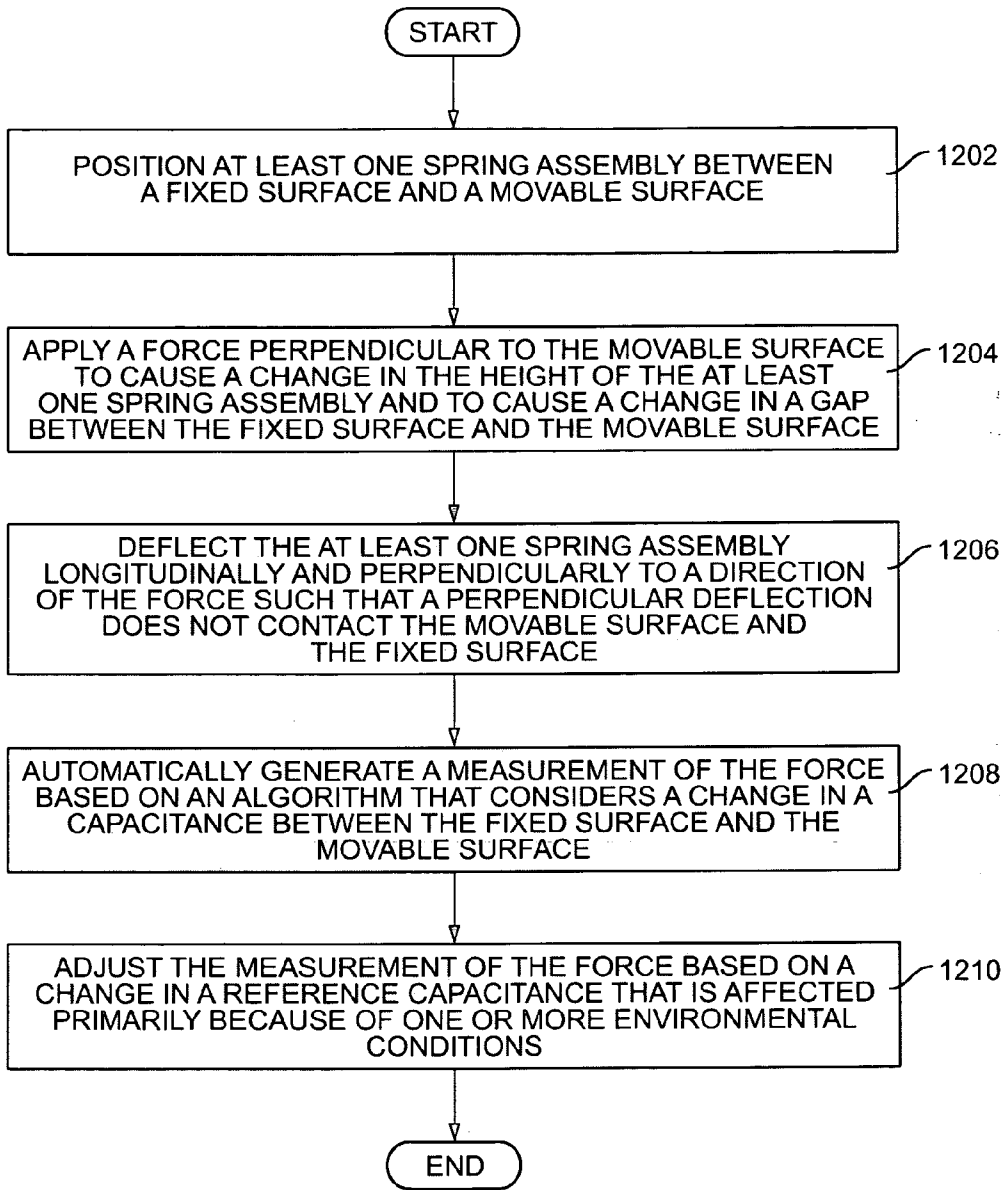 START
POSITION AT LEAST ONE SPRING ASSEMBLY BETWEEN
A FIXED SURFACE AND A MOVABLE SURFACE
1202
APPLY A FORCE PERPENDICULAR TO THE MOVABLE SURFACE
TO CAUSE A CHANGE IN THE HEIGHT OF THE AT LEAST
ONE SPRING ASSEMBLY AND TO CAUSE A CHANGE IN A GAP
BETWEEN THE FIXED SURFACE AND THE MOVABLE SURFACE
1204
DEFLECT THE AT LEAST ONE SPRING ASSEMBLY
LONGITUDINALLY AND PERPENDICULARLY TO A DIRECTION
OF THE FORCE SUCH THAT A PERPENDICULAR DEFLECTION
DOES NOT CONTACT THE MOVABLE SURFACE AND
THE FIXED SURFACE
1206
AUTOMATICALLY GENERATE A MEASUREMENT OF THE FORCE
BASED ON AN ALGORITHM THAT CONSIDERS A CHANGE IN A
CAPACITANCE BETWEEN THE FIXED SURFACE AND THE
MOVABLE SURFACE
1208
ADJUST THE MEASUREMENT OF THE FORCE BASED ON A
CHANGE IN A REFERENCE CAPACITANCE THAT IS AFFECTED
PRIMARILY BECAUSE OF ONE OR MORE ENVIRONMENTAL
CONDITIONS
1210
END